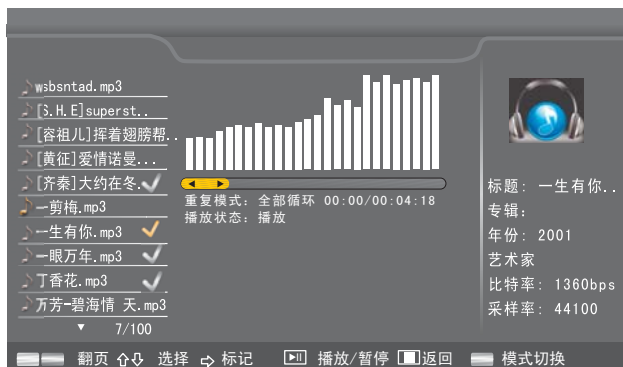 wsbsntad.mp3
[S.H.E]superst..
[容祖儿]挥着翅膀帮..
[黄征]爱情诺曼...
[齐秦]大约在冬.
一剪梅.mp3
一生有你.mp3
一眼万年.mp3
丁香花.mp3
万芳-碧海情 天.mp3
7/100
重复模式: 全部循环 00:00/00:04:18
播放状态: 播放
标题: 一生有你..
专辑:
年份: 2001
艺术家
比特率: 1360bps
采样率: 44100
翻页 选择 标记 播放/暂停 返回 模式切换